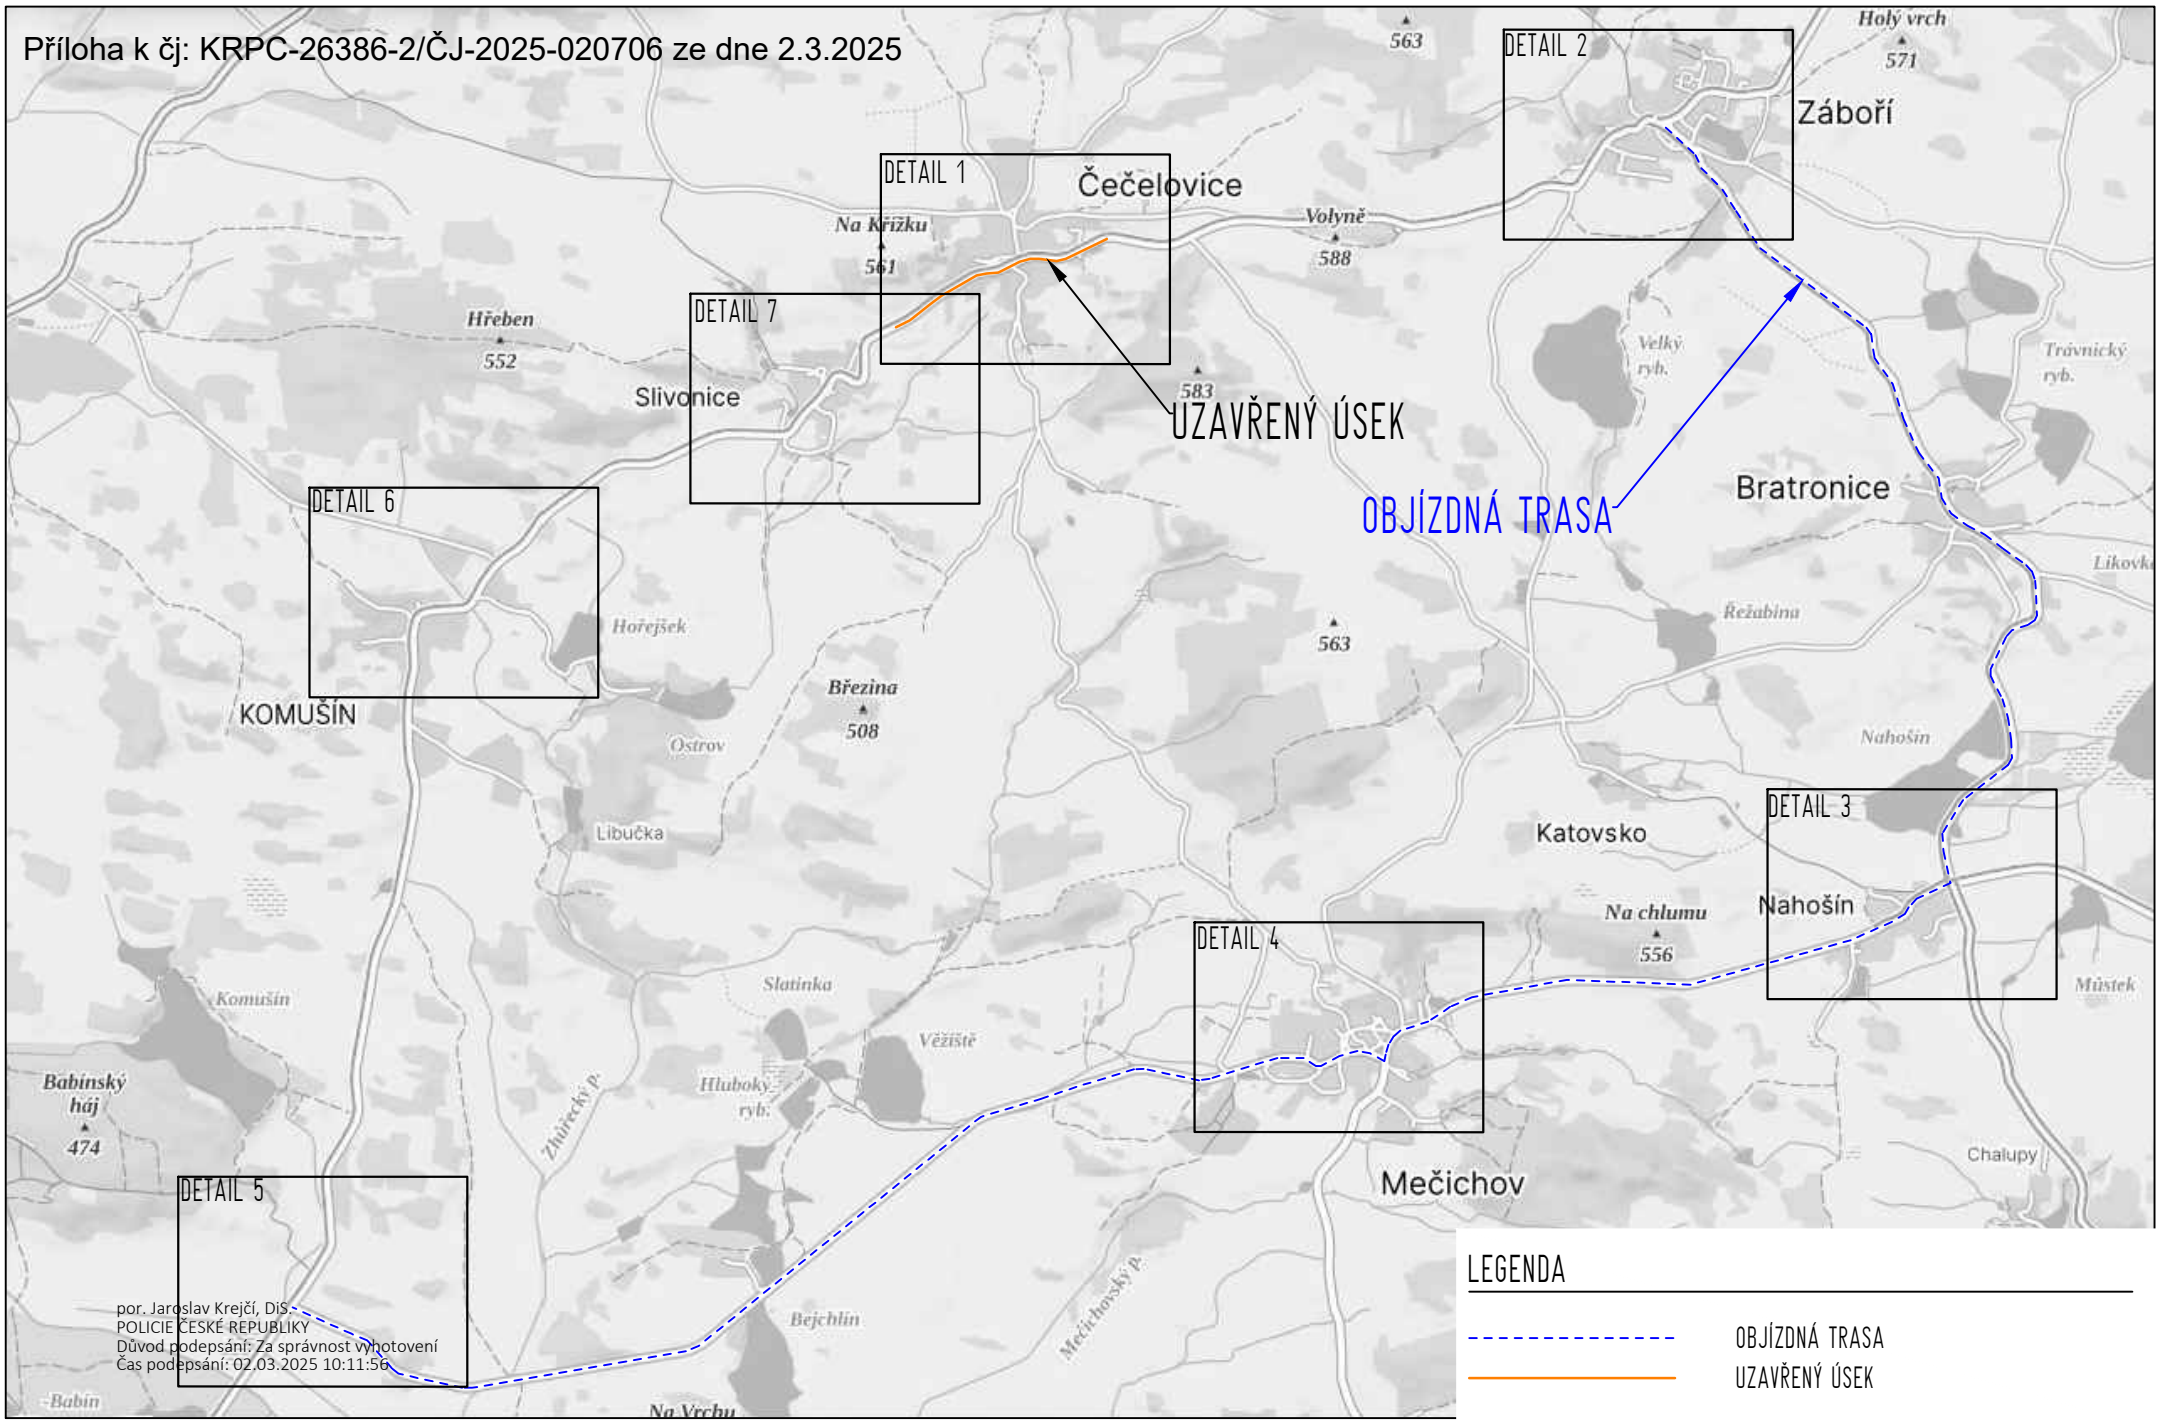 Příloha k čj: KRPC-26386-2/ČJ-2025-020706 ze dne 2.3.2025
563
Holý vrch
571
DETAIL 2
Záboří
DETAIL 1
Čečelovice
Na Křížku
561
Volyně
588
DETAIL 7
Hřeben
552
Slivonice
583
UZAVŘENÝ ÚSEK
Velký
ryb.
Trávnický
ryb.
OBJÍZDNÁ TRASA
Bratronice
DETAIL 6
Hořejšek
563
Řežabina
KOMUŠÍN
Březina
508
Ostrov
Nahošín
Libučka
Katovsko
DETAIL 3
Nahošín
Na chlumu
556
DETAIL 4
Slatinka
Komušín
Můstek
Věžiště
Babínský
háj
474
Hluboký
ryb.
Zhůřecký p.
Chalupy
Mečichov
DETAIL 5
Mečichovský p.
Bejchlín
por. Jaroslav Krejčí, DiS.
POLICIE ČESKÉ REPUBLIKY
Důvod podepsání: Za správnost vyhotovení
Čas podepsání: 02.03.2025 10:11:56
Babín
Na Vrchu
LEGENDA
OBJÍZDNÁ TRASA
UZAVŘENÝ ÚSEK